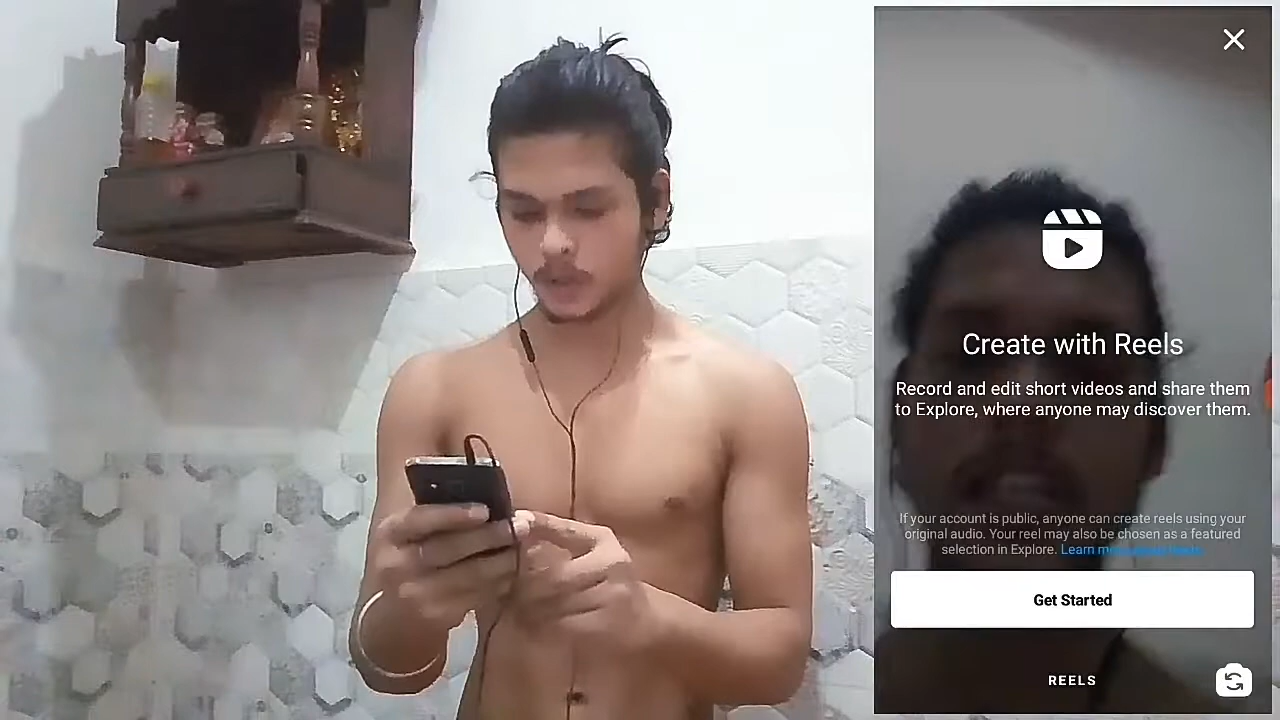 Create with Reels
Record and edit short videos and share them
to Explore, where anyone may discover them.
If your account is public, anyone can create reels using your
original audio. Your reel may also be chosen as a featured
selection in Explore. Learn more
Get Started
REELS